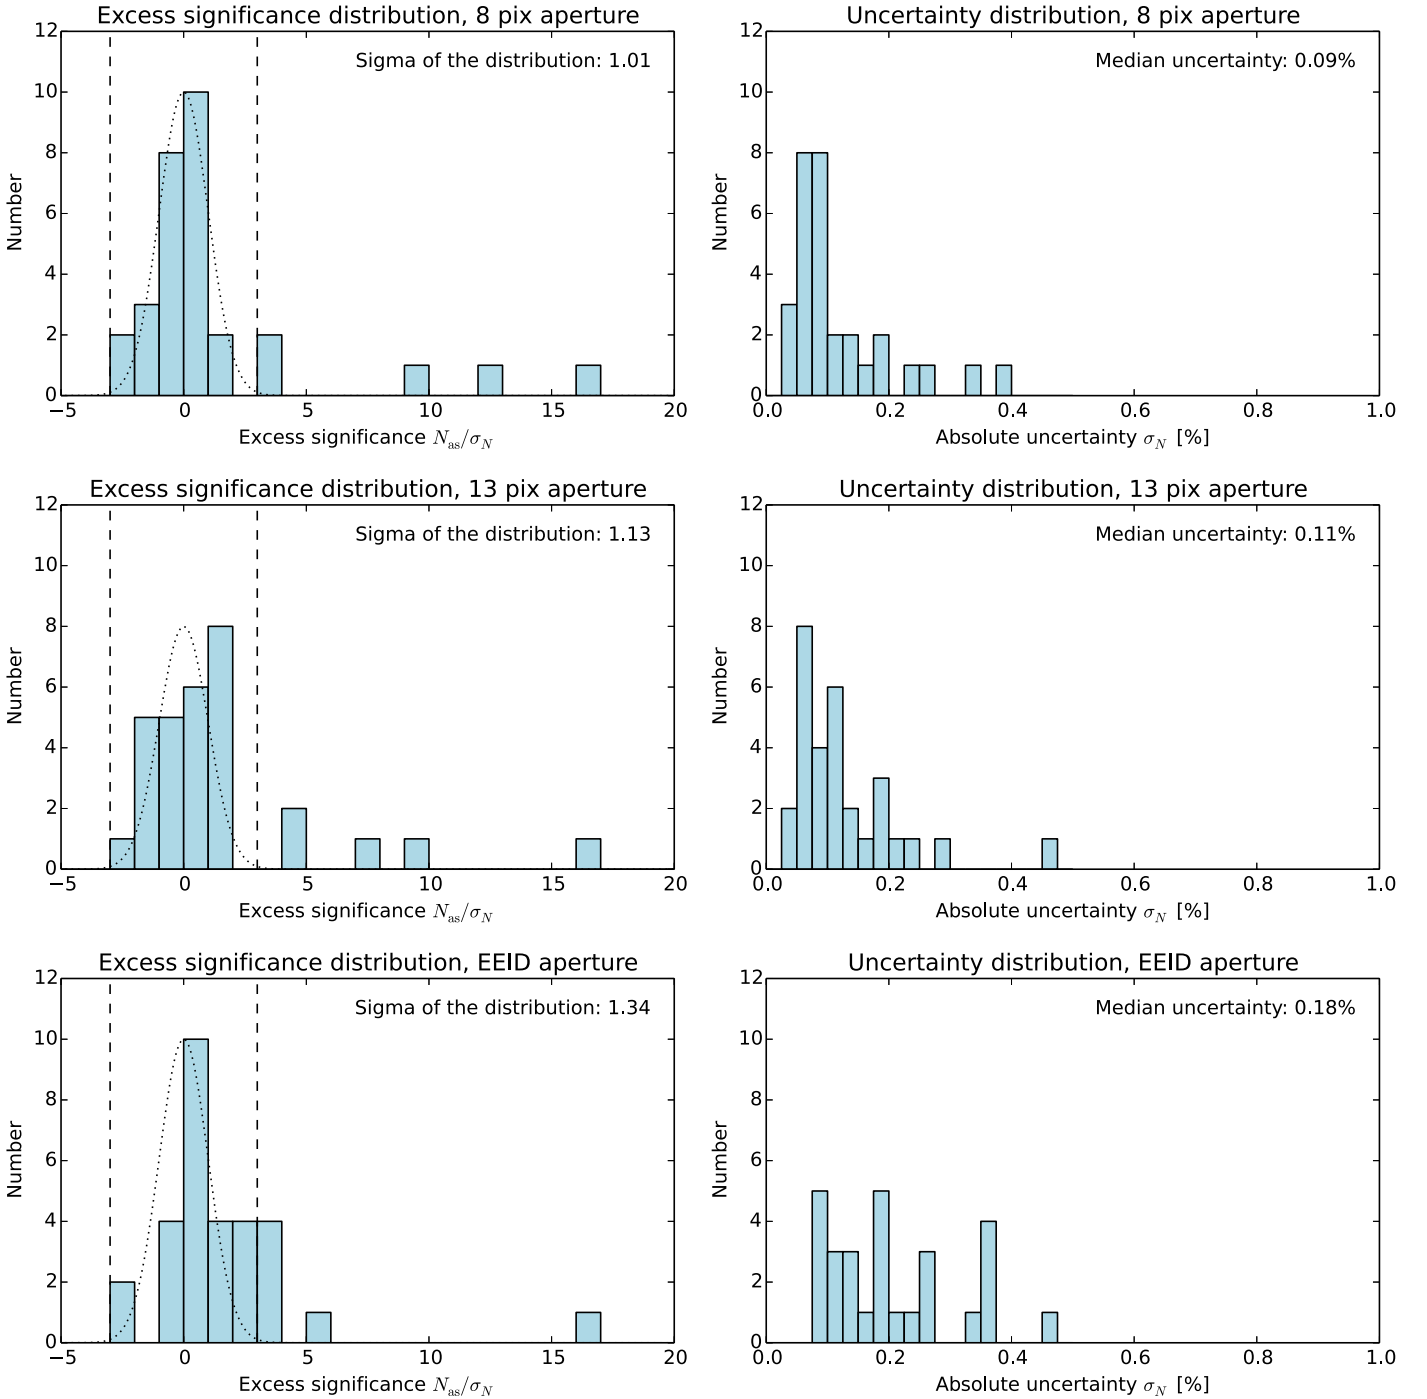 Excess significance distribution, 8 pix aperture
Sigma of the distribution: 1.01
Number
12
10
8
6
4
2
0
−5 0 5 10 15 20
Excess significance N_as/σ_N
Uncertainty distribution, 8 pix aperture
Median uncertainty: 0.09%
Number
12
10
8
6
4
2
0
0.0 0.2 0.4 0.6 0.8 1.0
Absolute uncertainty σ_N [%]
Excess significance distribution, 13 pix aperture
Sigma of the distribution: 1.13
Number
12
10
8
6
4
2
0
−5 0 5 10 15 20
Excess significance N_as/σ_N
Uncertainty distribution, 13 pix aperture
Median uncertainty: 0.11%
Number
12
10
8
6
4
2
0
0.0 0.2 0.4 0.6 0.8 1.0
Absolute uncertainty σ_N [%]
Excess significance distribution, EEID aperture
Sigma of the distribution: 1.34
Number
12
10
8
6
4
2
0
−5 0 5 10 15 20
Excess significance N_as/σ_N
Uncertainty distribution, EEID aperture
Median uncertainty: 0.18%
Number
12
10
8
6
4
2
0
0.0 0.2 0.4 0.6 0.8 1.0
Absolute uncertainty σ_N [%]